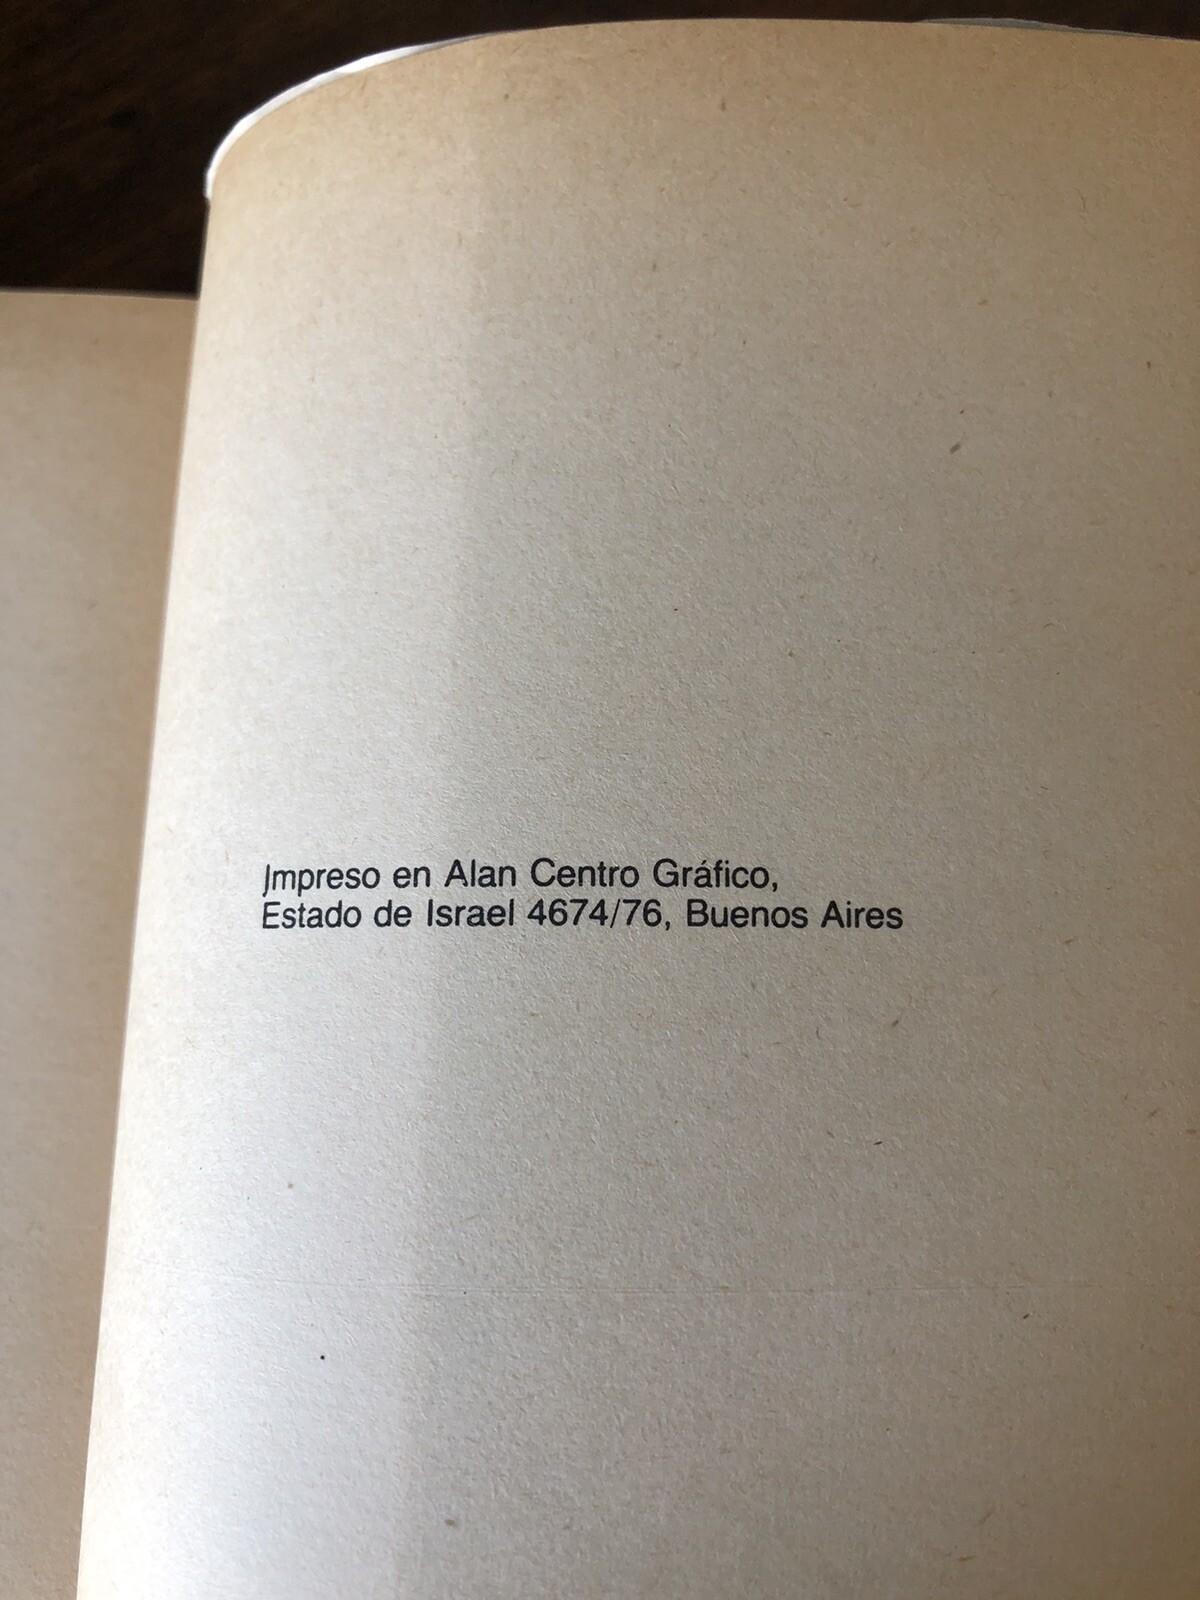 Impreso en Alan Centro Gráfico,
Estado de Israel 4674/76, Buenos Aires